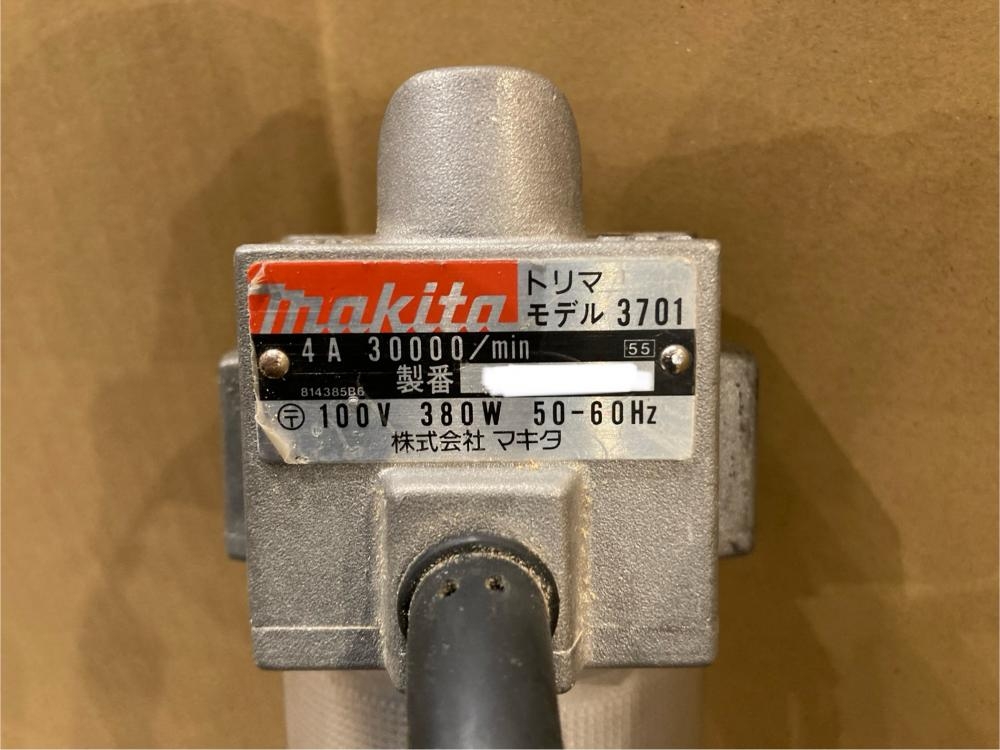 makita
トリマ
モデル 3701
4A 30000/min 55
製番
814385B6
〒 100V 380W 50-60Hz
株式会社 マキタ